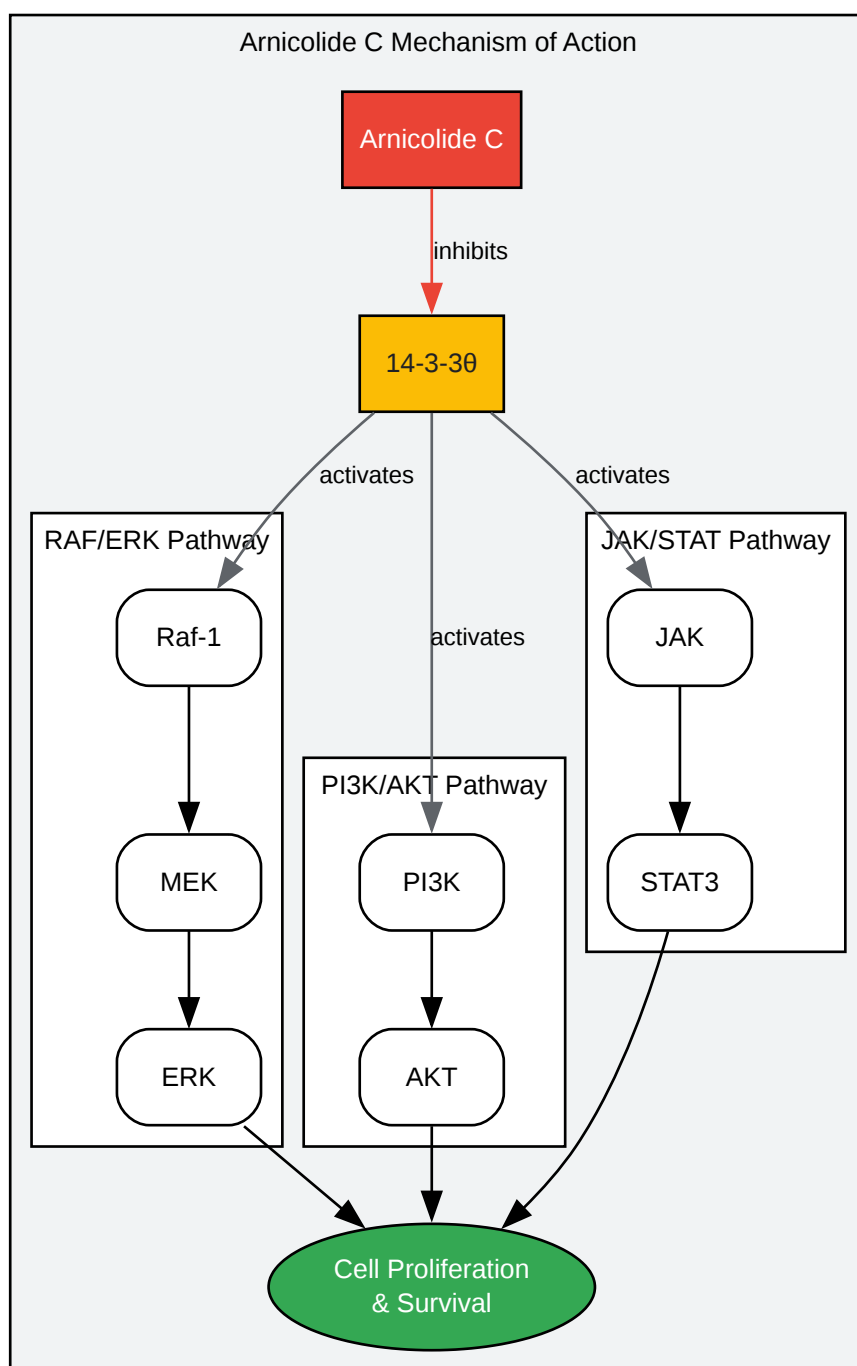 Arnicolide C Mechanism of Action
Arnicolide C
inhibits
14-3-3θ
activates
activates
RAF/ERK Pathway
JAK/STAT Pathway
Raf-1
activates
JAK
PI3K/AKT Pathway
MEK
PI3K
STAT3
ERK
AKT
Cell Proliferation
& Survival